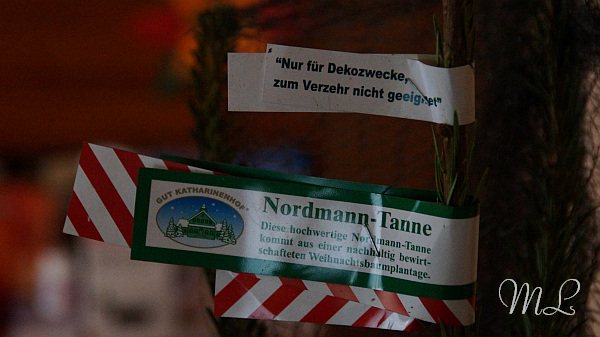 “Nur für Dekozwecke,
zum Verzehr nicht geeignet”
GUT KATHARINENHOF®
Nordmann-Tanne
Diese hochwertige Nordmann-Tanne
kommt aus einer nachhaltig bewirt-
schafteten Weihnachtsbaumplantage.
ML